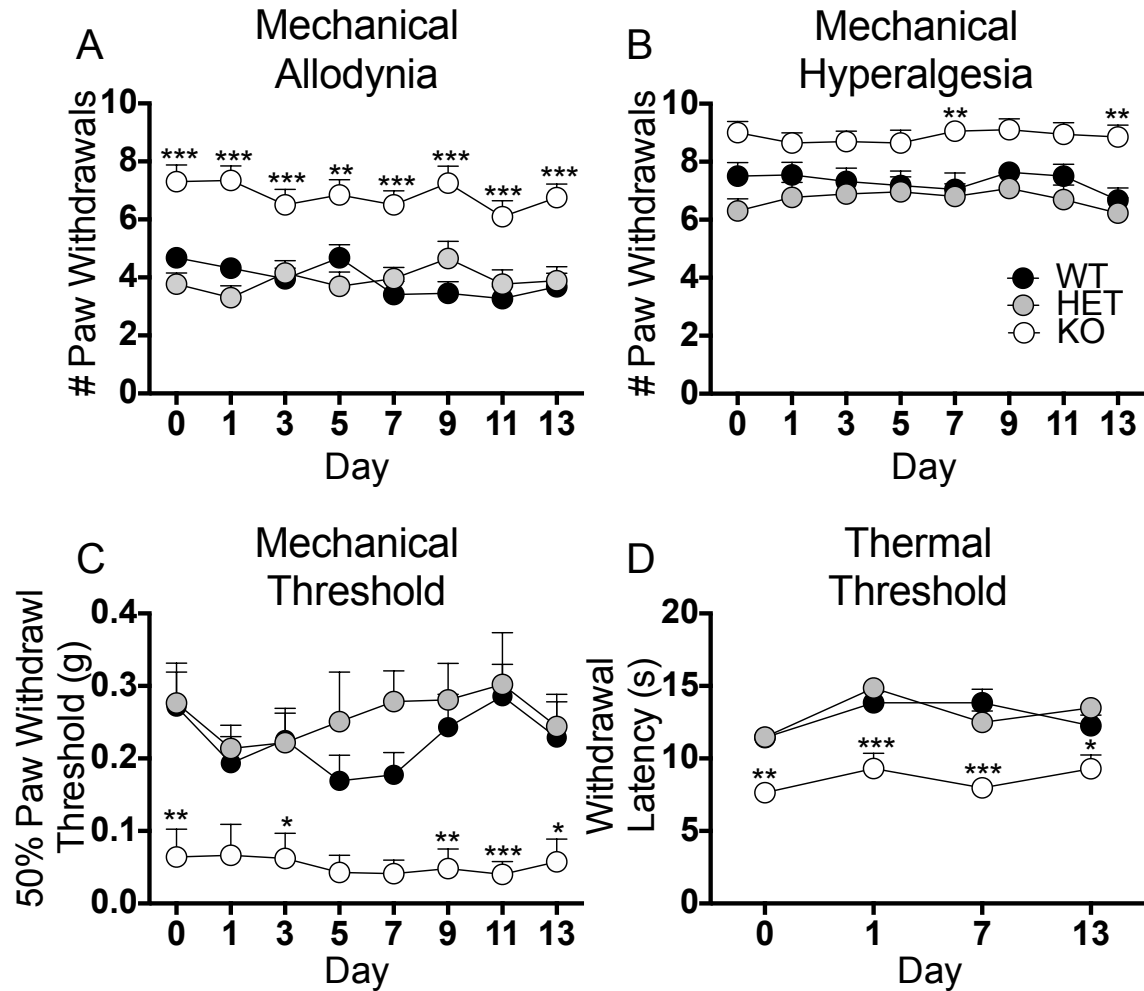 A
Mechanical
Allodynia
# Paw Withdrawals
10
8
6
4
2
0
*** *** *** ** *** *** *** ***
0 1 3 5 7 9 11 13
Day
B
Mechanical
Hyperalgesia
# Paw Withdrawals
10
8
6
4
2
0
** **
WT
HET
KO
0 1 3 5 7 9 11 13
Day
C
Mechanical
Threshold
50% Paw Withdrawl
Threshold (g)
0.4
0.3
0.2
0.1
0.0
** * ** *** *
0 1 3 5 7 9 11 13
Day
D
Thermal
Threshold
Withdrawal
Latency (s)
20
15
10
5
0
** *** *** *
0 1 7 13
Day